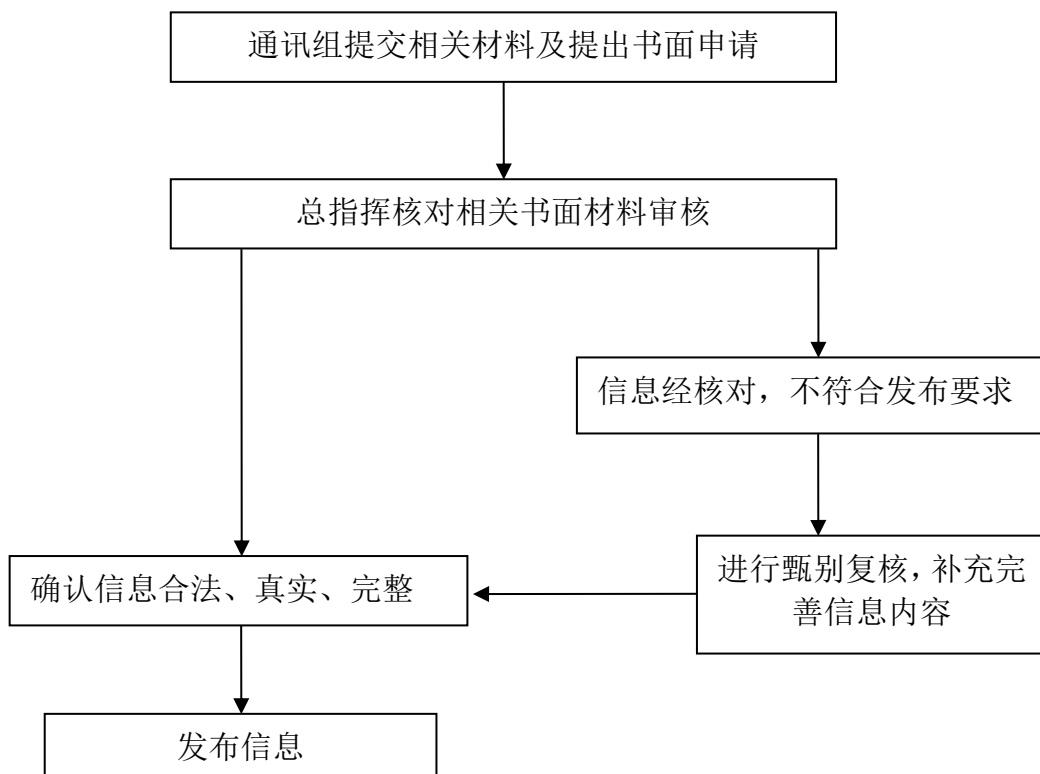 通讯组提交相关材料及提出书面申请
总指挥核对相关书面材料审核
信息经核对，不符合发布要求
进行甄别复核，补充完
善信息内容
确认信息合法、真实、完整
发布信息